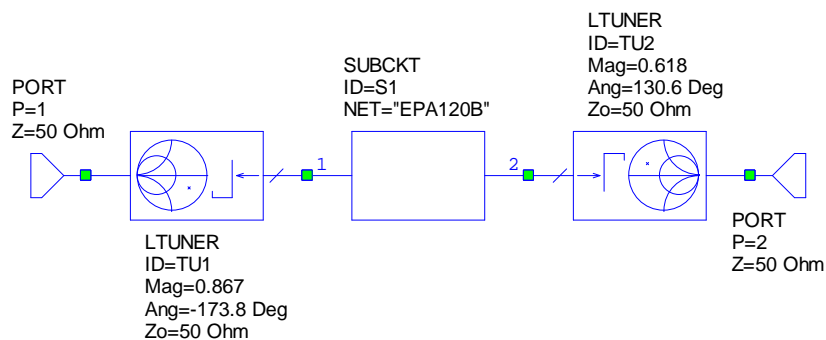 LTUNER
ID=TU2
Mag=0.618
Ang=130.6 Deg
Zo=50 Ohm
SUBCKT
ID=S1
NET="EPA120B"
PORT
P=1
Z=50 Ohm
1
2
LTUNER
ID=TU1
Mag=0.867
Ang=-173.8 Deg
Zo=50 Ohm
PORT
P=2
Z=50 Ohm